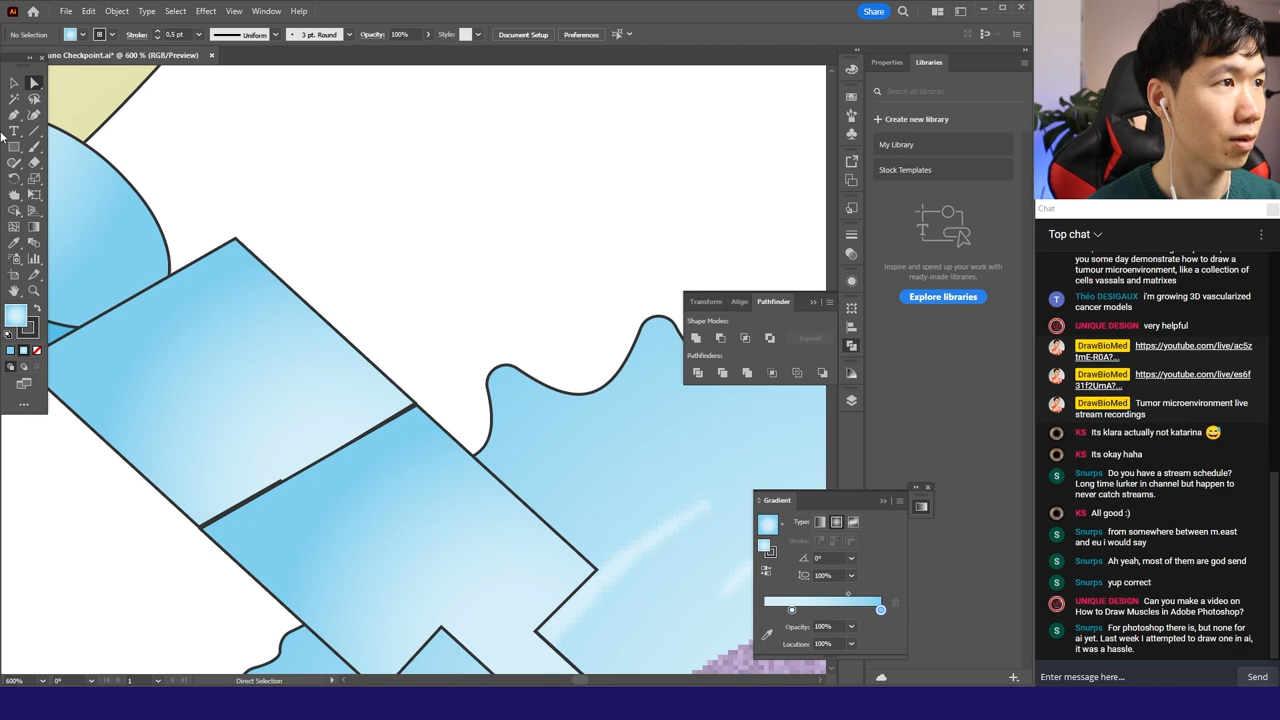 Ai
File Edit Object Type Select Effect View Window Help
Share
No Selection Stroke: 0.5 pt Uniform 3 pt. Round Opacity: 100% Style: Document Setup Preferences
uno Checkpoint.ai* @ 600 % (RGB/Preview)
Properties Libraries
Search all libraries
Create new library
My Library
Stock Templates
Inspire and speed up your work with
ready-made libraries.
Explore libraries
Transform Align Pathfinder
Shape Modes:
Expand
Pathfinders:
Gradient
Type:
Stroke:
0°
100%
Opacity: 100%
Location: 100%
600% 0° 1 Direct Selection
Chat
Top chat
you some day demonstrate how to draw a
tumour microenvironment, like a collection of
cells vassals and matrixes
T Théo DESIGAUX i'm growing 3D vascularized
cancer models
UNIQUE DESIGN very helpful
DrawBioMed https://youtube.com/live/ac5z
tmE-R0A?...
DrawBioMed https://youtube.com/live/es6f
31f2UmA?...
DrawBioMed Tumor microenvironment live
stream recordings
KS Its klara actually not katarina 😅
KS Its okay haha
S Snurps Do you have a stream schedule?
Long time lurker in channel but happen to
never catch streams.
KS All good :)
S Snurps from somewhere between m.east
and eu i would say
S Snurps Ah yeah, most of them are god send
S Snurps yup correct
UNIQUE DESIGN Can you make a video on
How to Draw Muscles in Adobe Photoshop?
S Snurps For photoshop there is, but none for
ai yet. Last week I attempted to draw one in ai,
it was a hassle.
Enter message here... Send